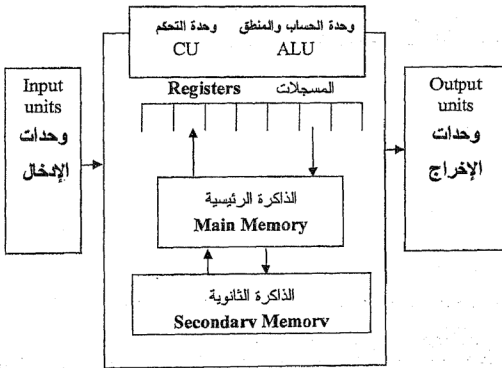 وحدة التحكم
CU
وحدة الحساب والمنطق
ALU
Input
units
وحدات
الإدخال
Registers المسجلات
Output
units
وحدات
الإخراج
الذاكرة الرئيسية
Main Memory
الذاكرة الثانوية
Secondary Memory